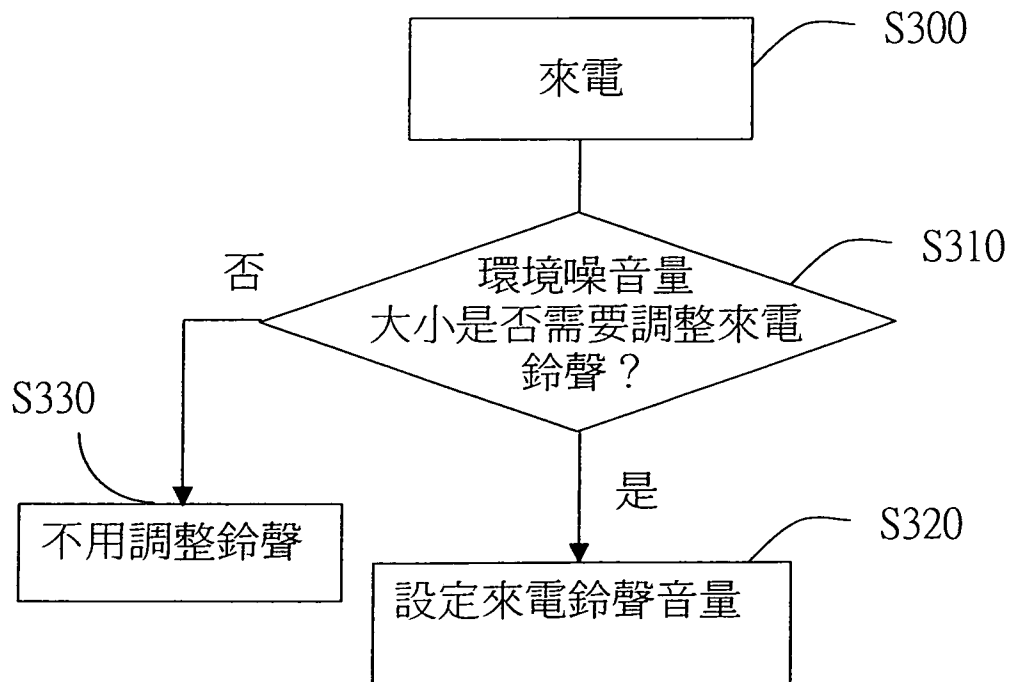 S300
來電
S310
否
環境噪音量
大小是否需要調整來電
鈴聲？
S330
是
不用調整鈴聲
S320
設定來電鈴聲音量